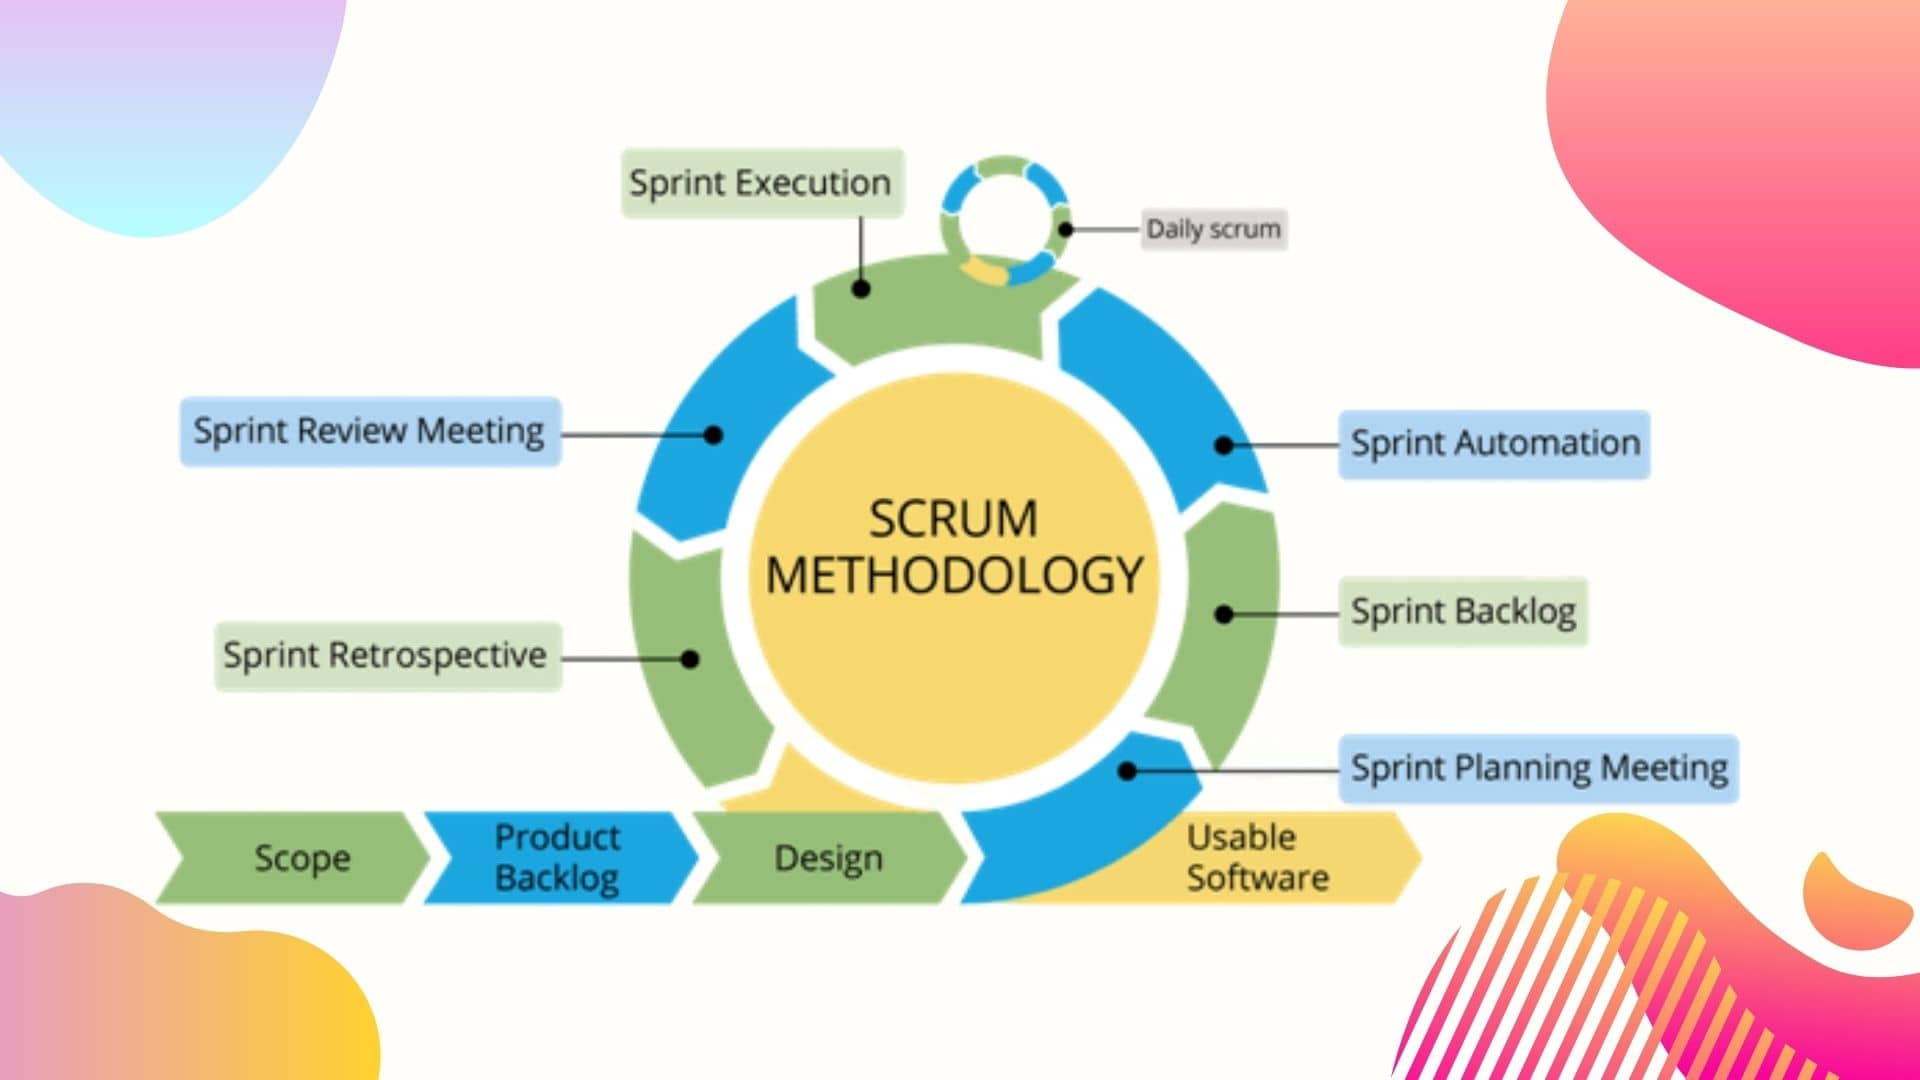 Sprint Execution
Daily scrum
Sprint Review Meeting
Sprint Automation
SCRUM
METHODOLOGY
Sprint Backlog
Sprint Retrospective
Sprint Planning Meeting
Scope
Product
Backlog
Design
Usable
Software